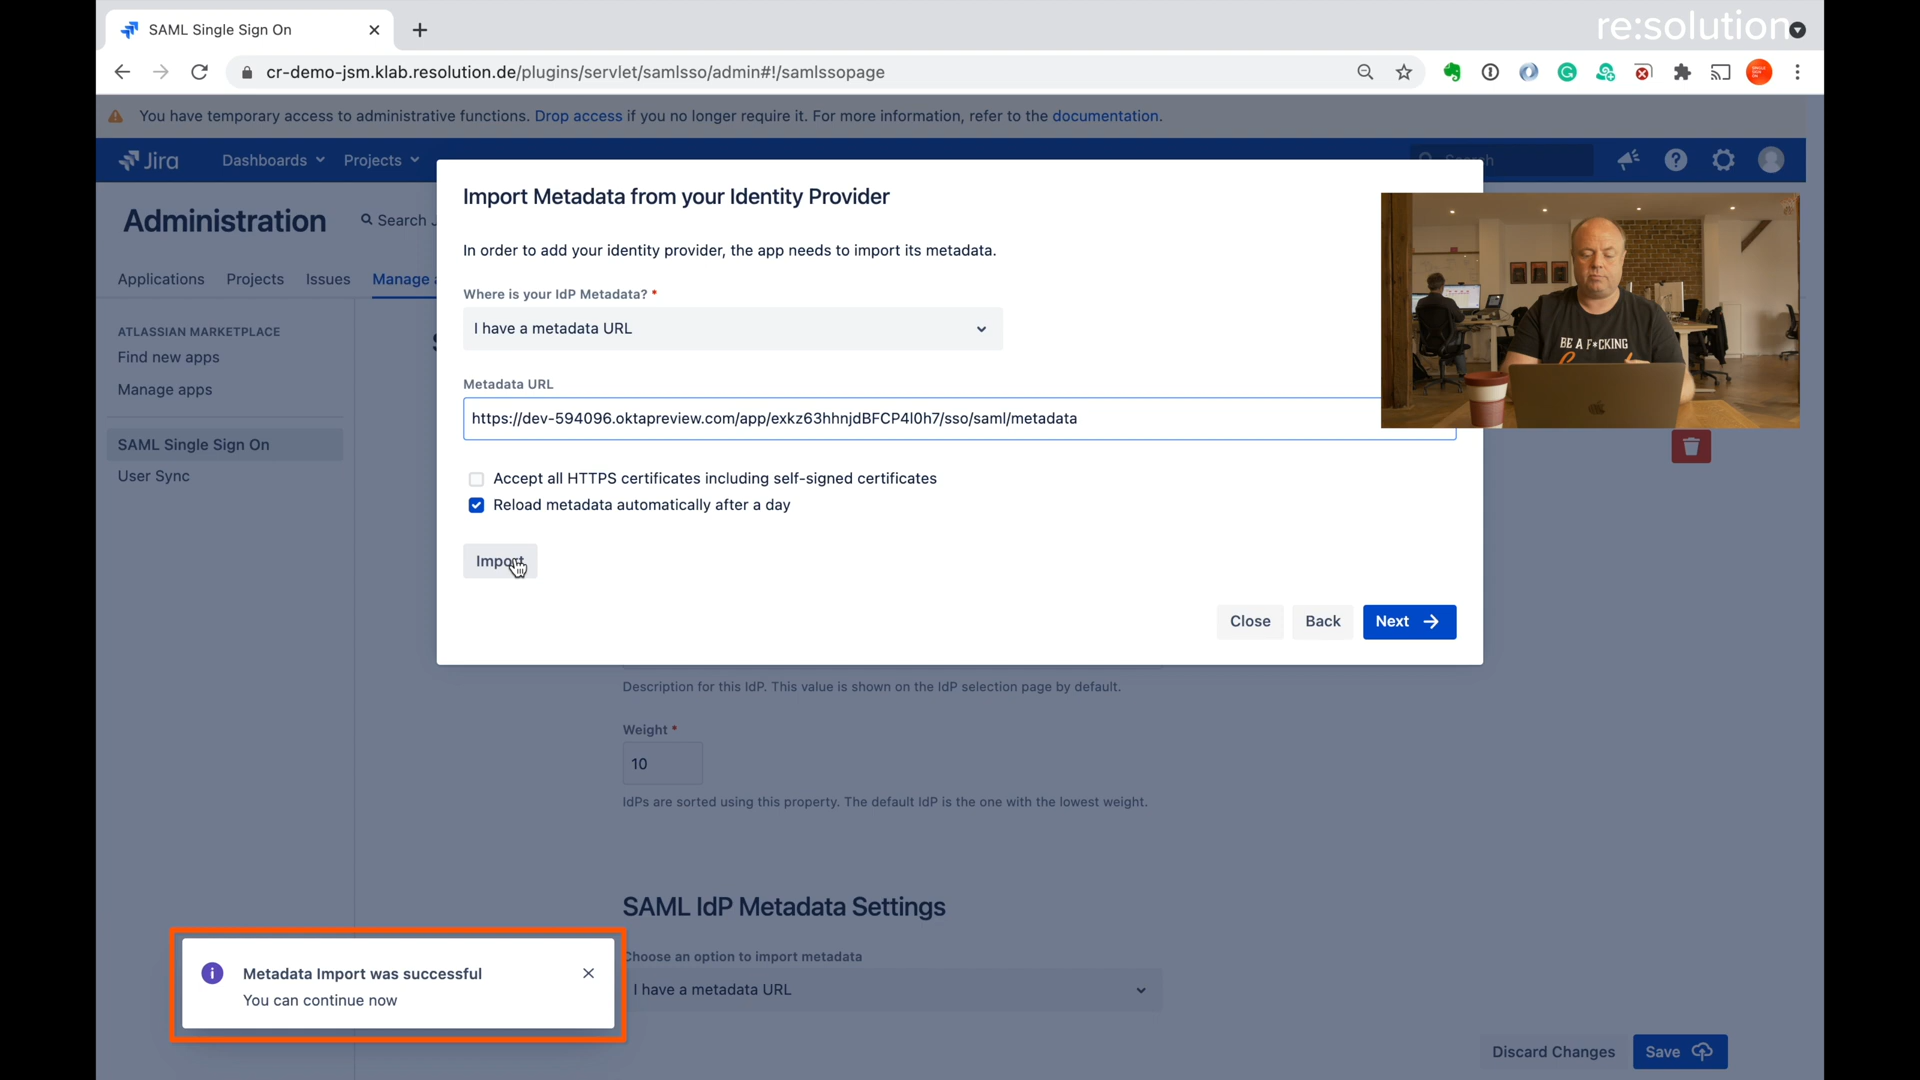 SAML Single Sign On
re:solution
cr-demo-jsm.klab.resolution.de/plugins/servlet/samlsso/admin#!/samlssopage
You have temporary access to administrative functions. Drop access if you no longer require it. For more information, refer to the documentation.
Jira
Dashboards
Projects
Search
Administration
Search
Applications
Projects
Issues
Manage
ATLASSIAN MARKETPLACE
Find new apps
Manage apps
SAML Single Sign On
User Sync
Import Metadata from your Identity Provider
In order to add your identity provider, the app needs to import its metadata.
Where is your IdP Metadata? *
I have a metadata URL
Metadata URL
https://dev-594096.oktapreview.com/app/exkz63hhnjdBFCP4I0h7/sso/saml/metadata
Accept all HTTPS certificates including self-signed certificates
Reload metadata automatically after a day
Import
Close
Back
Next
BE A F*CKING
Description for this IdP. This value is shown on the IdP selection page by default.
Weight *
10
IdPs are sorted using this property. The default IdP is the one with the lowest weight.
SAML IdP Metadata Settings
Choose an option to import metadata
I have a metadata URL
Metadata Import was successful
You can continue now
Discard Changes
Save